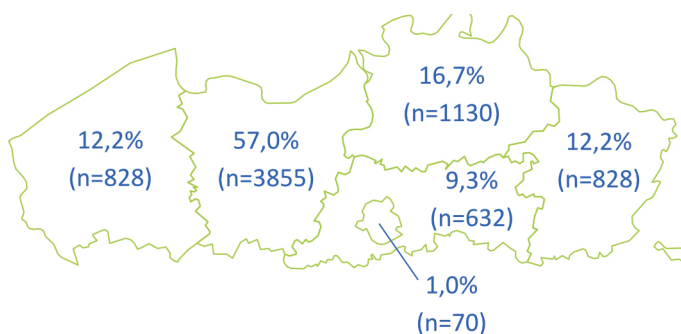 16,7%
(n=1130)
12,2%
(n=828)
57,0%
(n=3855)
12,2%
(n=828)
9,3%
(n=632)
1,0%
(n=70)